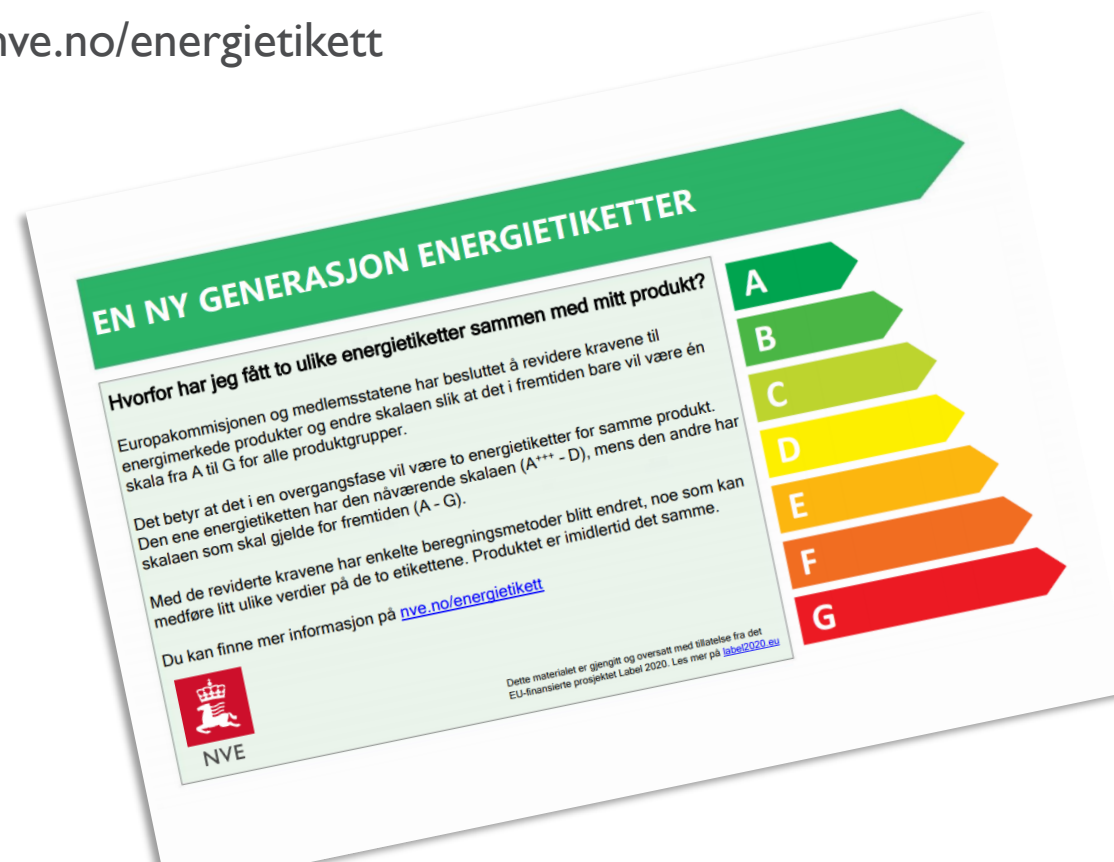 nve.no/energietikett
EN NY GENERASJON ENERGIETIKETTER
Hvorfor har jeg fått to ulike energietiketter sammen med mitt produkt?
Europakommisjonen og medlemsstatene har besluttet å revidere kravene til
energimerkede produkter og endre skalaen slik at det i fremtiden bare vil være én
skala fra A til G for alle produktgrupper.
Det betyr at det i en overgangsfase vil være to energietiketter for samme produkt.
Den ene energietiketten har den nåværende skalaen (A+++ - D), mens den andre har
skalaen som skal gjelde for fremtiden (A - G).
Med de reviderte kravene har enkelte beregningsmetoder blitt endret, noe som kan
medføre litt ulike verdier på de to etikettene. Produktet er imidlertid det samme.
Du kan finne mer informasjon på nve.no/energietikett
Dette materialet er gjengitt og oversatt med tillatelse fra det
EU-finansierte prosjektet Label 2020. Les mer på label2020.eu
NVE
A
B
C
D
E
F
G